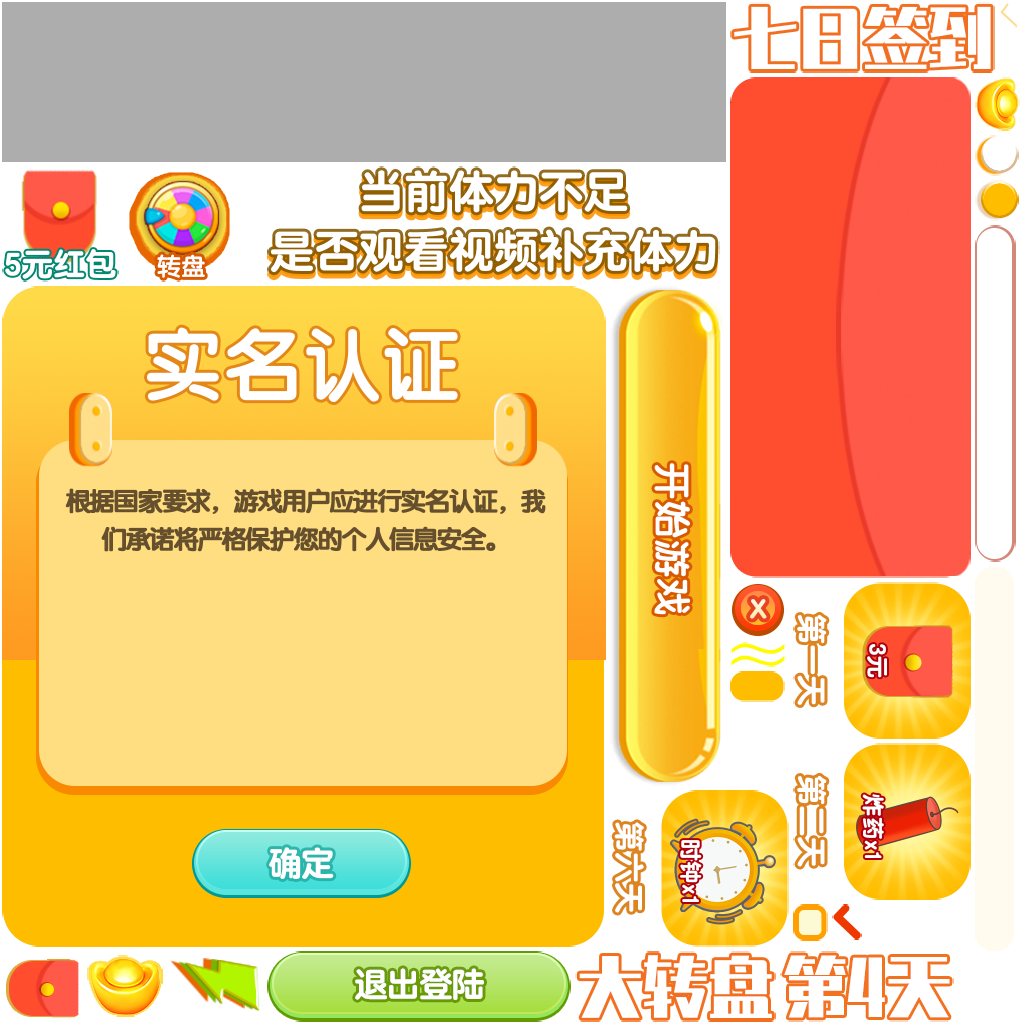 七日签到
当前体力不足
是否观看视频补充体力
5元红包
转盘
实名认证
根据国家要求，游戏用户应进行实名认证，我
们承诺将严格保护您的个人信息安全。
确定
开始游戏
第一天
3元
第二天
炸药x1
第六天
时钟x1
退出登陆
大转盘
第4天